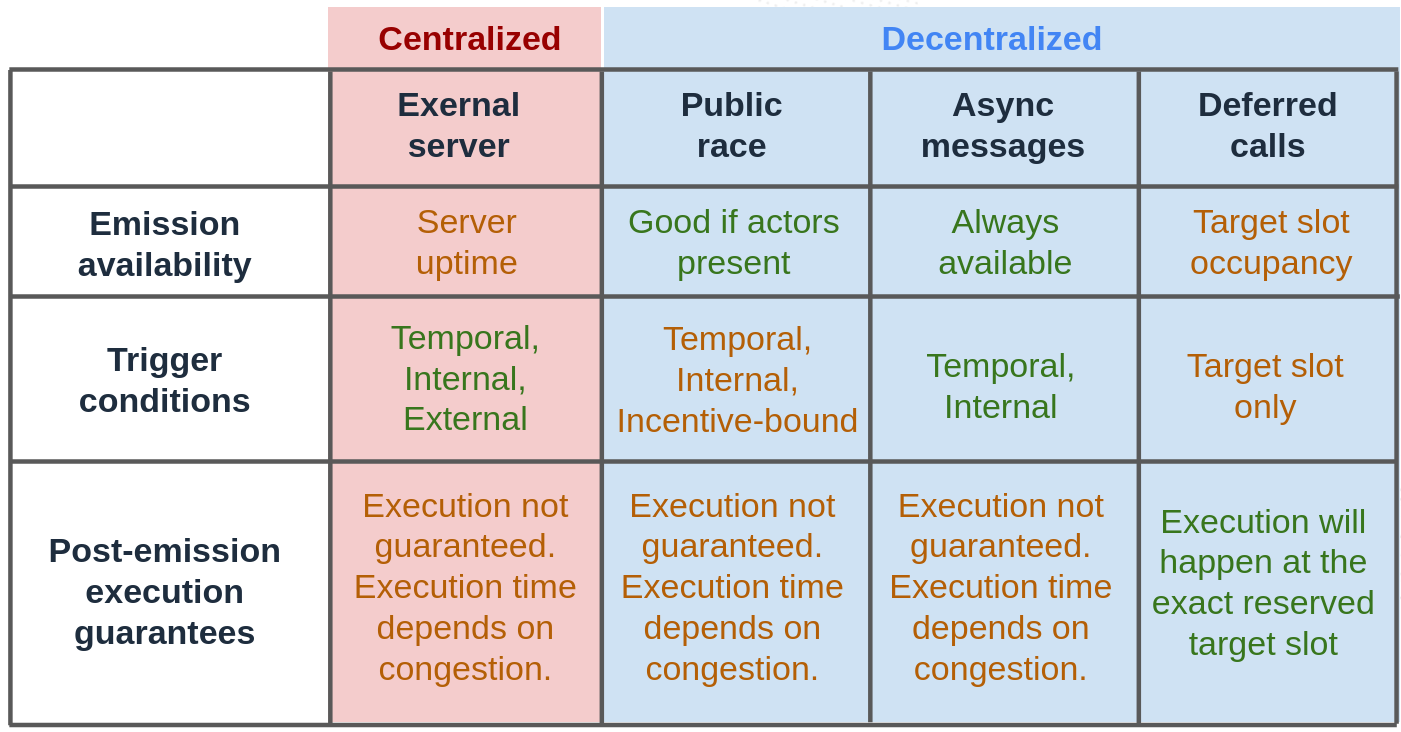 Centralized
Decentralized
Exernal
server
Public
race
Async
messages
Deferred
calls
Emission
availability
Server
uptime
Good if actors
present
Always
available
Target slot
occupancy
Trigger
conditions
Temporal,
Internal,
External
Temporal,
Internal,
Incentive-bound
Temporal,
Internal
Target slot
only
Post-emission
execution
guarantees
Execution not
guaranteed.
Execution time
depends on
congestion.
Execution not
guaranteed.
Execution time
depends on
congestion.
Execution not
guaranteed.
Execution time
depends on
congestion.
Execution will
happen at the
exact reserved
target slot